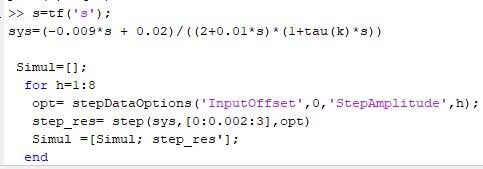 >> s=tf('s');
sys=(-0.009*s + 0.02)/((2+0.01*s)*(1+tau(k)*s))
Simul=[];
for h=1:8
opt= stepDataOptions('InputOffset',0,'StepAmplitude',h);
step_res= step(sys,[0:0.002:3],opt)
Simul =[Simul; step_res'];
end